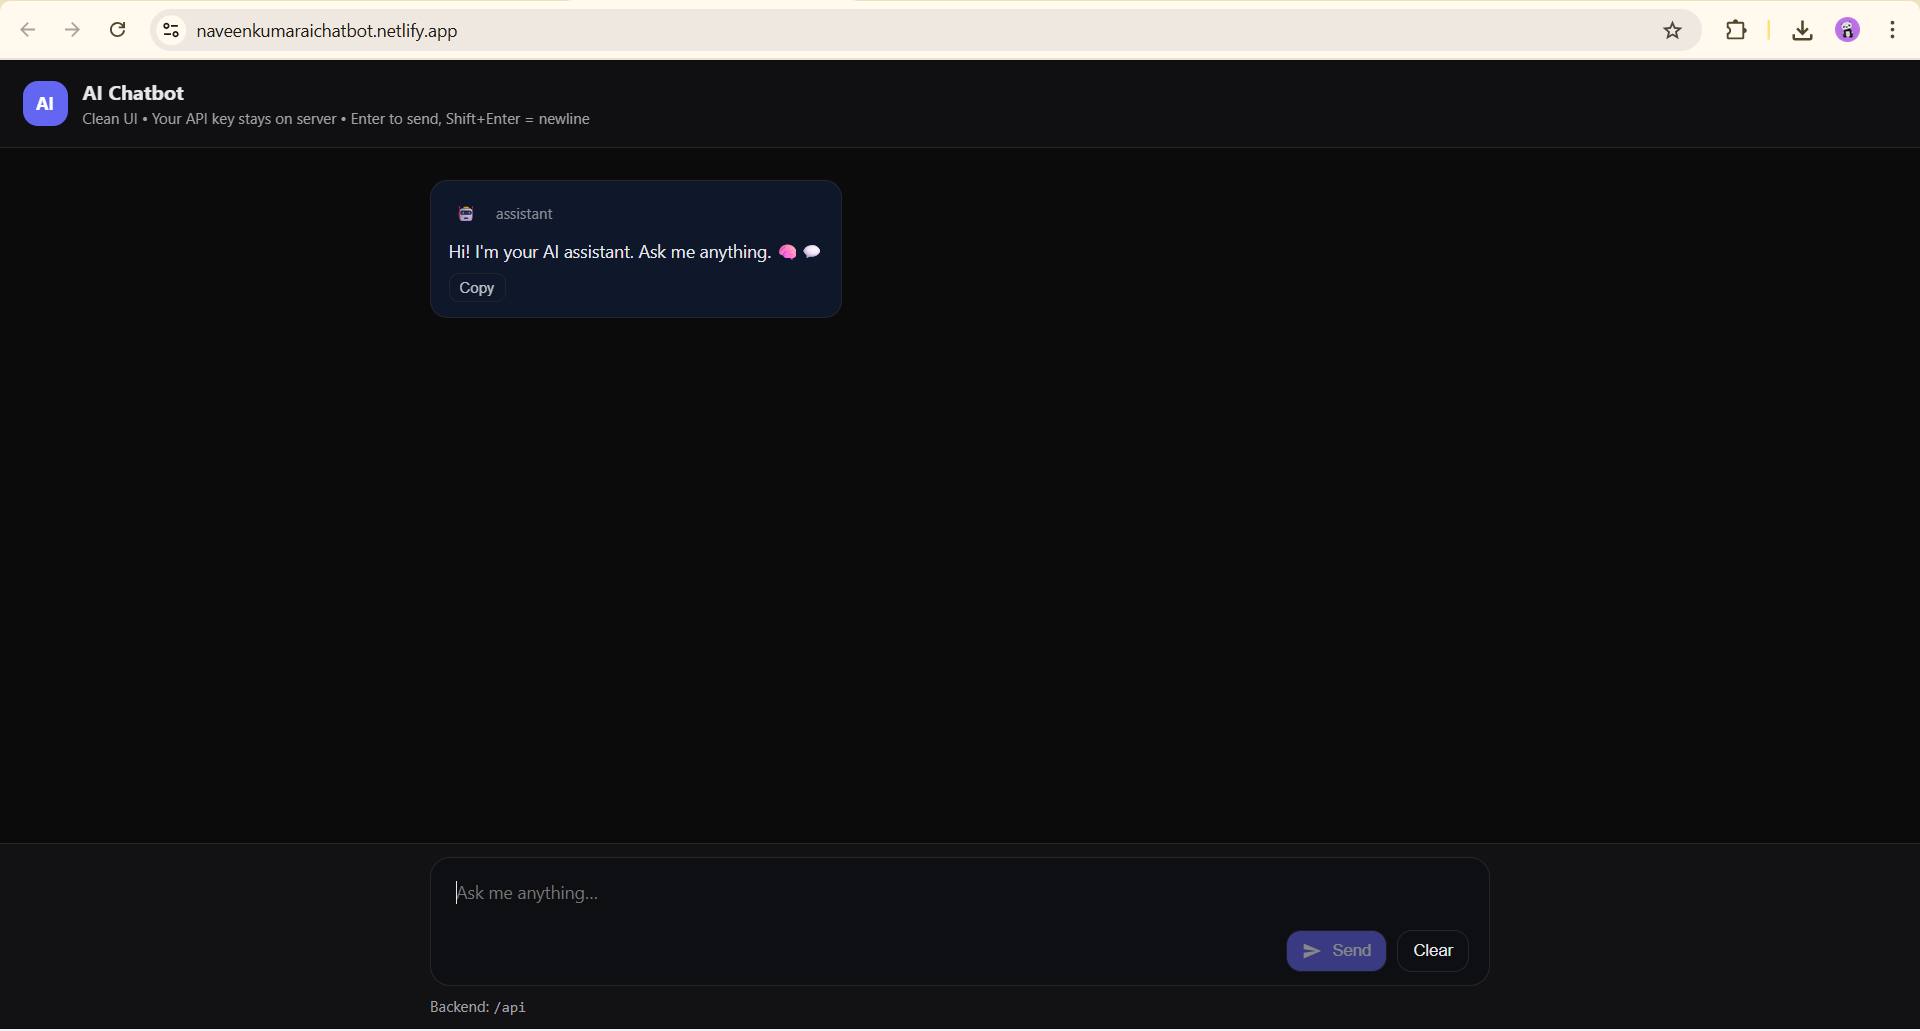 naveenkumaraichatbot.netlify.app
AI
AI Chatbot
Clean UI • Your API key stays on server • Enter to send, Shift+Enter = newline
assistant
Hi! I'm your AI assistant. Ask me anything. 🧠 💬
Copy
Ask me anything...
Send
Clear
Backend: /api